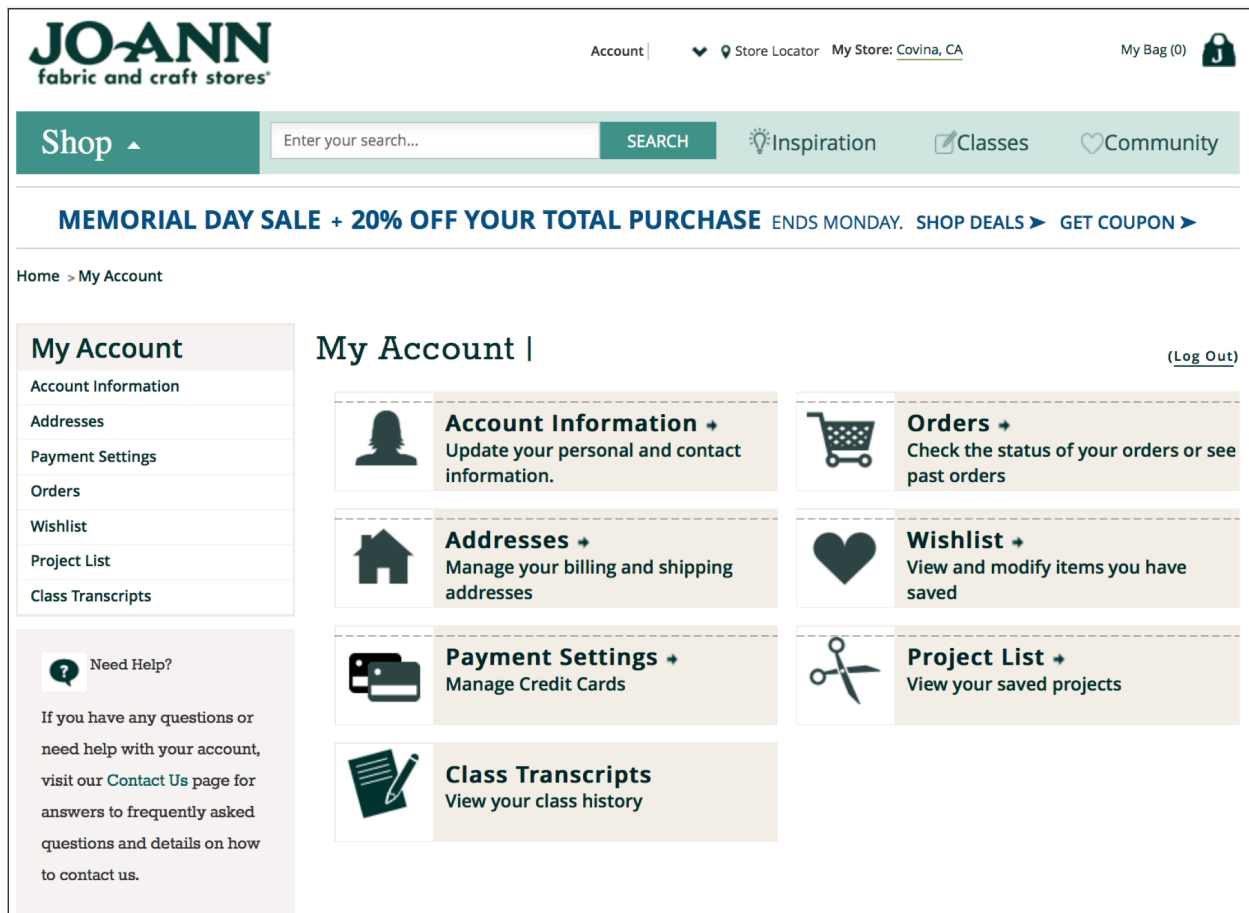 JO-ANN
fabric and craft stores®
Account
Store Locator
My Store: Covina, CA
My Bag (0)
J
Shop
Enter your search...
SEARCH
Inspiration
Classes
Community
MEMORIAL DAY SALE + 20% OFF YOUR TOTAL PURCHASE ENDS MONDAY. SHOP DEALS ➤ GET COUPON ➤
Home > My Account
My Account
Account Information
Addresses
Payment Settings
Orders
Wishlist
Project List
Class Transcripts
? Need Help?
If you have any questions or
need help with your account,
visit our Contact Us page for
answers to frequently asked
questions and details on how
to contact us.
My Account |
(Log Out)
Account Information →
Update your personal and contact
information.
Orders →
Check the status of your orders or see
past orders
Addresses →
Manage your billing and shipping
addresses
Wishlist →
View and modify items you have
saved
Payment Settings →
Manage Credit Cards
Project List →
View your saved projects
Class Transcripts
View your class history